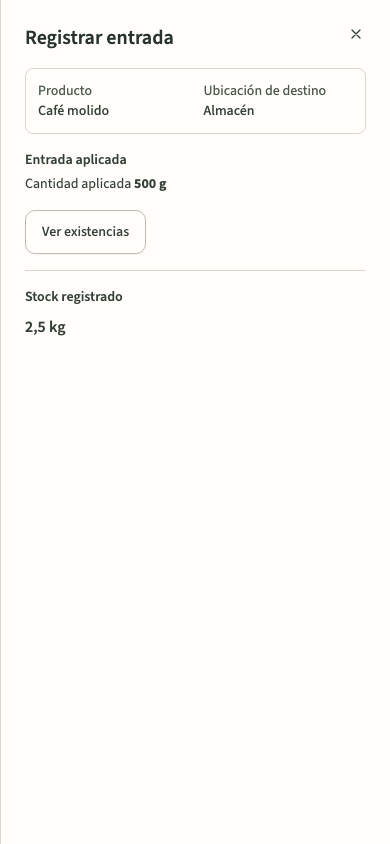 Registrar entrada
Producto
Café molido
Ubicación de destino
Almacén
Entrada aplicada
Cantidad aplicada 500 g
Ver existencias
Stock registrado
2,5 kg